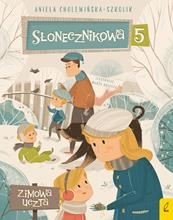 ANIELA CHOLEWIŃSKA-SZKOLIK
SŁONECZNIKOWA 5
ZIMOWA
UCZTA